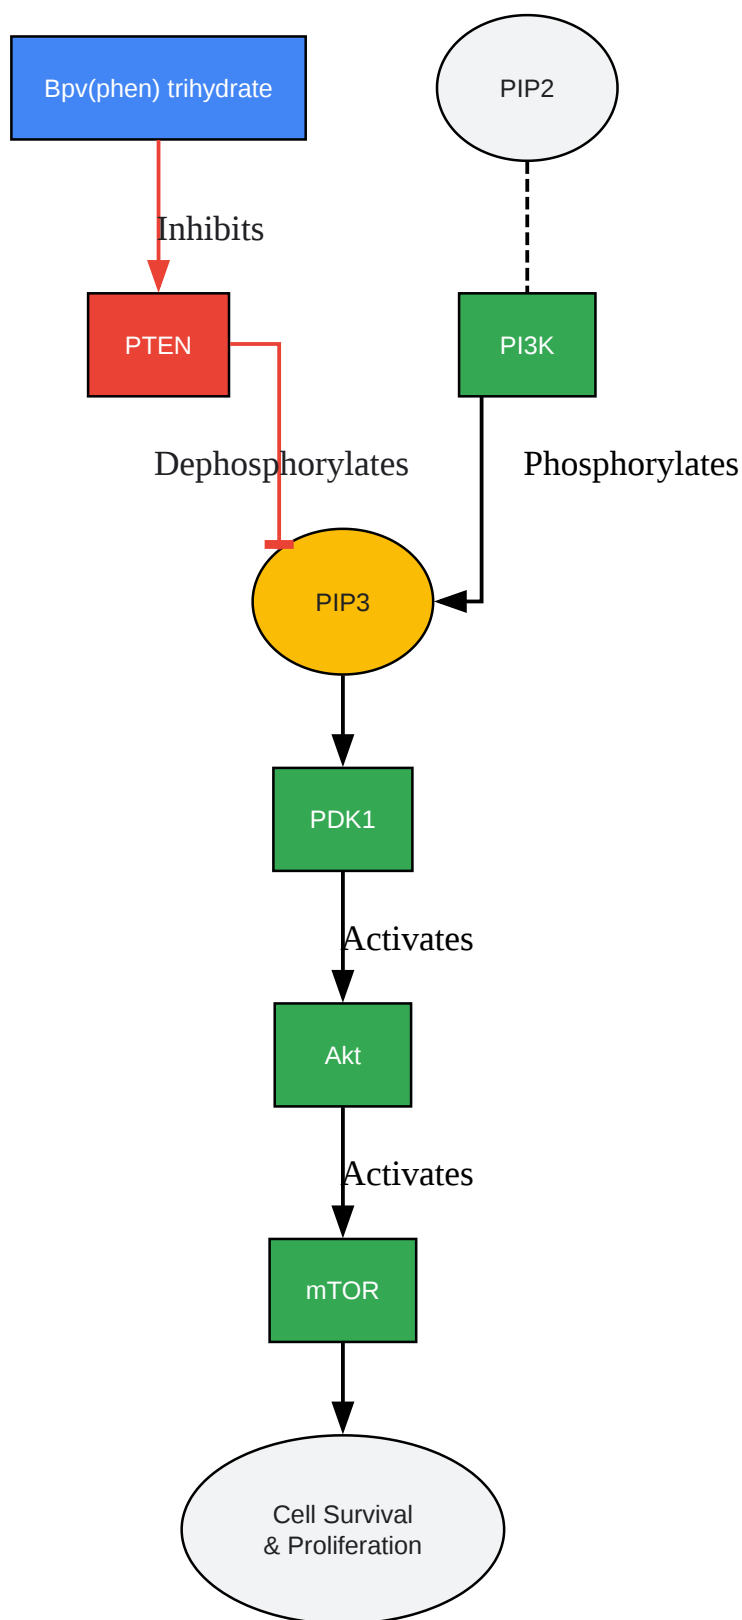 Bpv(phen) trihydrate
PIP2
Inhibits
PTEN
PI3K
Dephosphorylates
Phosphorylates
PIP3
PDK1
Activates
Akt
Activates
mTOR
Cell Survival
& Proliferation